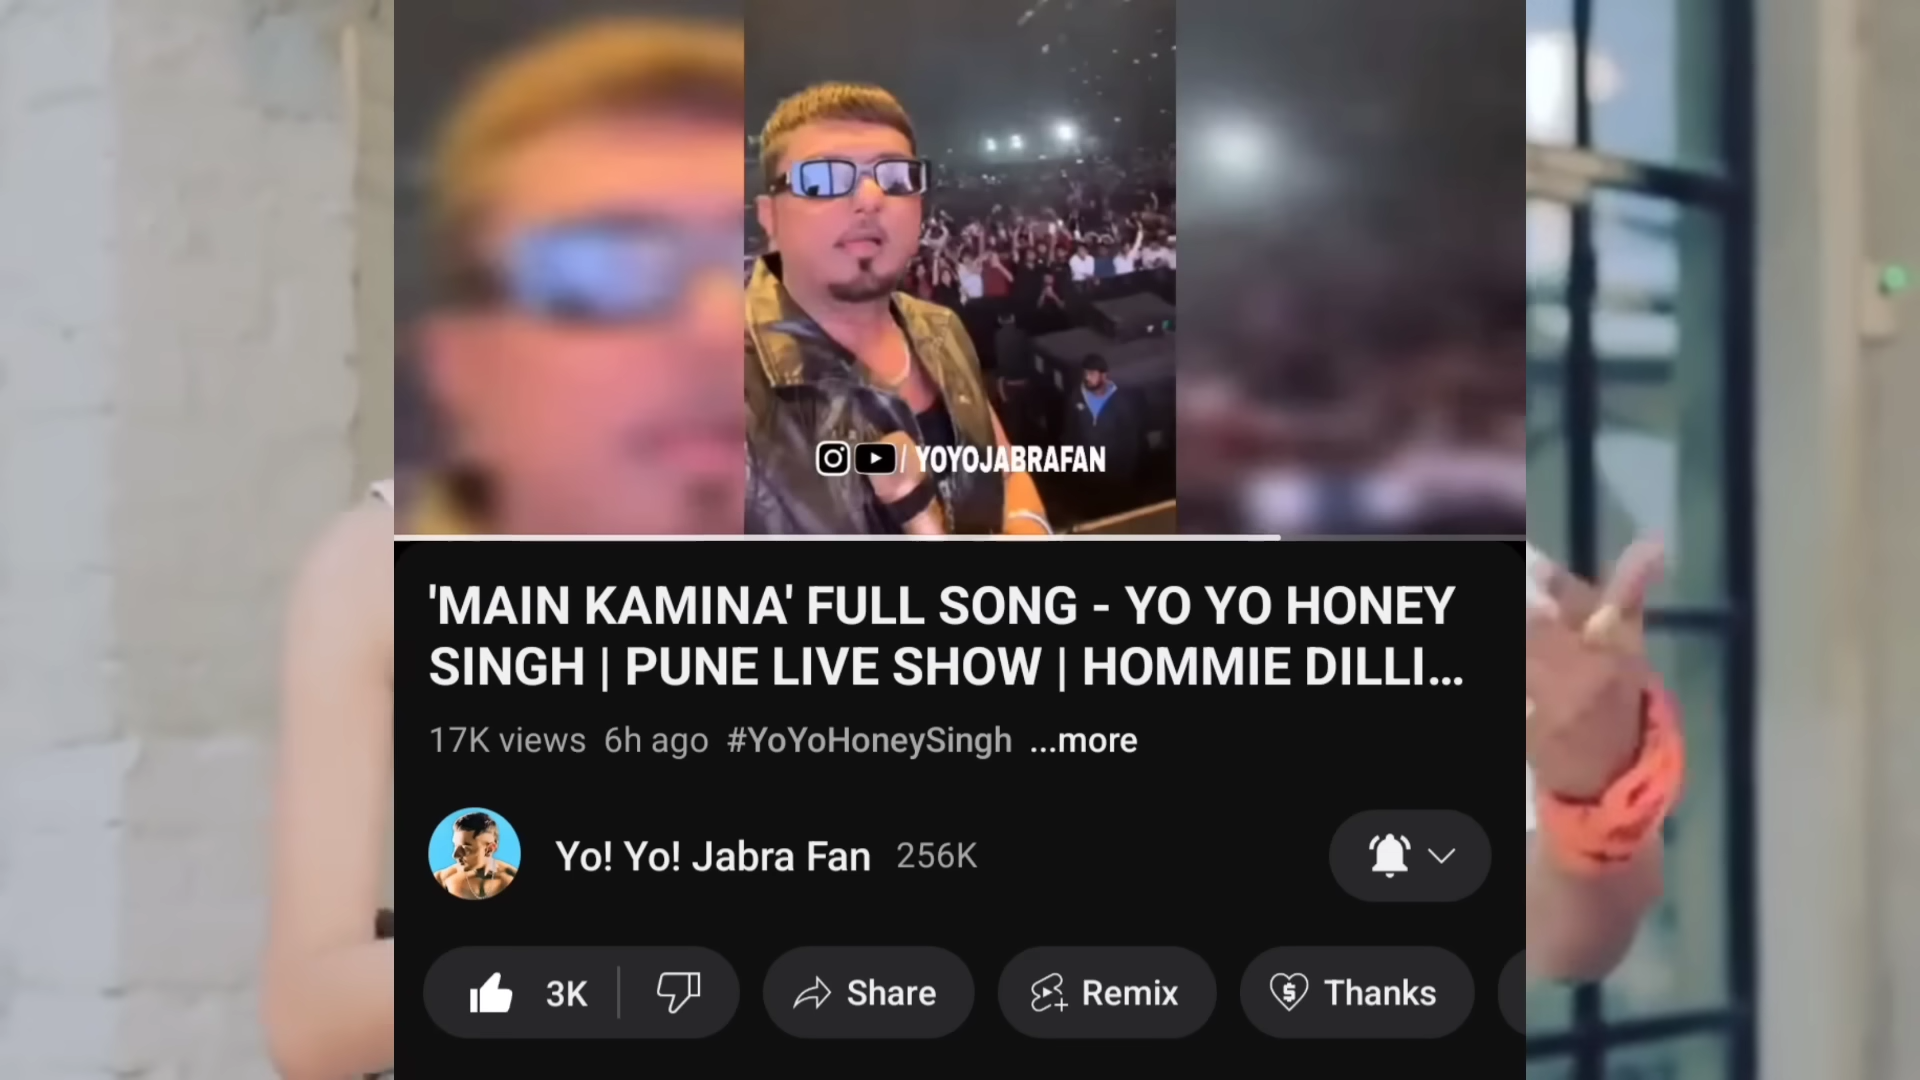 / YOYOJABRAFAN
'MAIN KAMINA' FULL SONG - YO YO HONEY
SINGH | PUNE LIVE SHOW | HOMMIE DILLI...
17K views 6h ago #YoYoHoneySingh ...more
Yo! Yo! Jabra Fan 256K
3K Share Remix Thanks